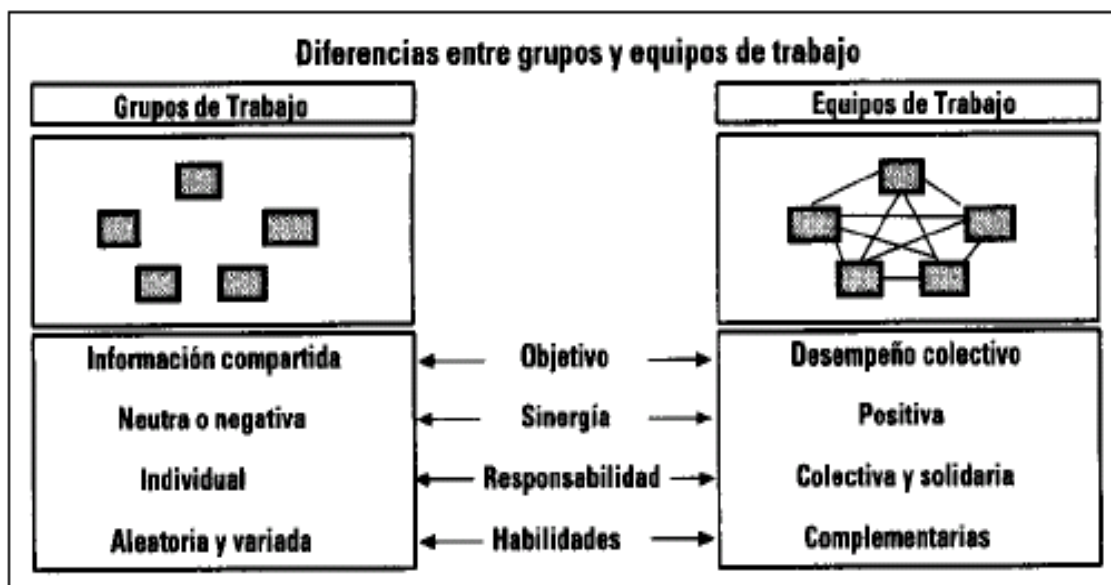 Diferencias entre grupos y equipos de trabajo
Grupos de Trabajo
Equipos de Trabajo
Información compartida
Objetivo
Desempeño colectivo
Neutra o negativa
Sinergía
Positiva
Individual
Responsabilidad
Colectiva y solidaria
Aleatoria y variada
Habilidades
Complementarias